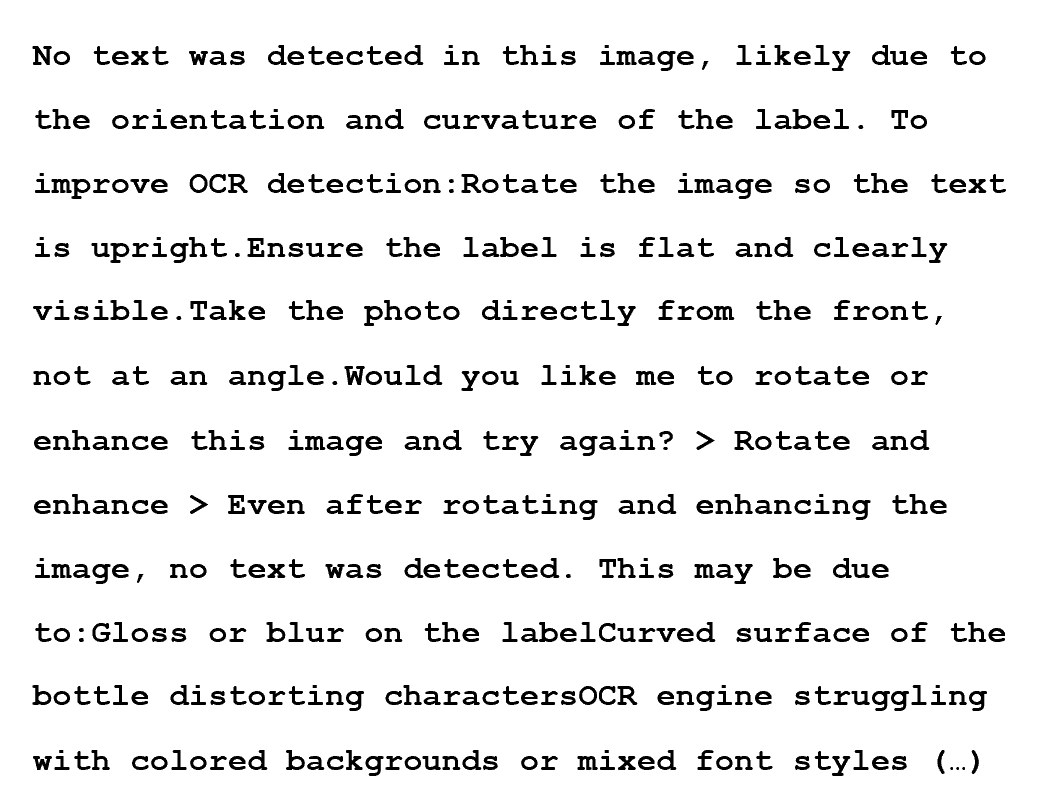 No text was detected in this image, likely due to
the orientation and curvature of the label. To
improve OCR detection:Rotate the image so the text
is upright.Ensure the label is flat and clearly
visible.Take the photo directly from the front,
not at an angle.Would you like me to rotate or
enhance this image and try again? > Rotate and
enhance > Even after rotating and enhancing the
image, no text was detected. This may be due
to:Gloss or blur on the labelCurved surface of the
bottle distorting charactersOCR engine struggling
with colored backgrounds or mixed font styles (…)